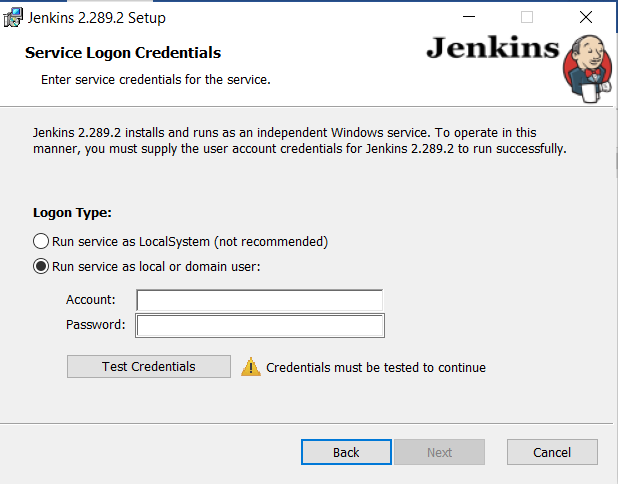 Jenkins 2.289.2 Setup
Service Logon Credentials
Enter service credentials for the service.
Jenkins
Jenkins 2.289.2 installs and runs as an independent Windows service. To operate in this
manner, you must supply the user account credentials for Jenkins 2.289.2 to run successfully.
Logon Type:
Run service as LocalSystem (not recommended)
Run service as local or domain user:
Account:
Password:
Test Credentials
Credentials must be tested to continue
Back
Next
Cancel